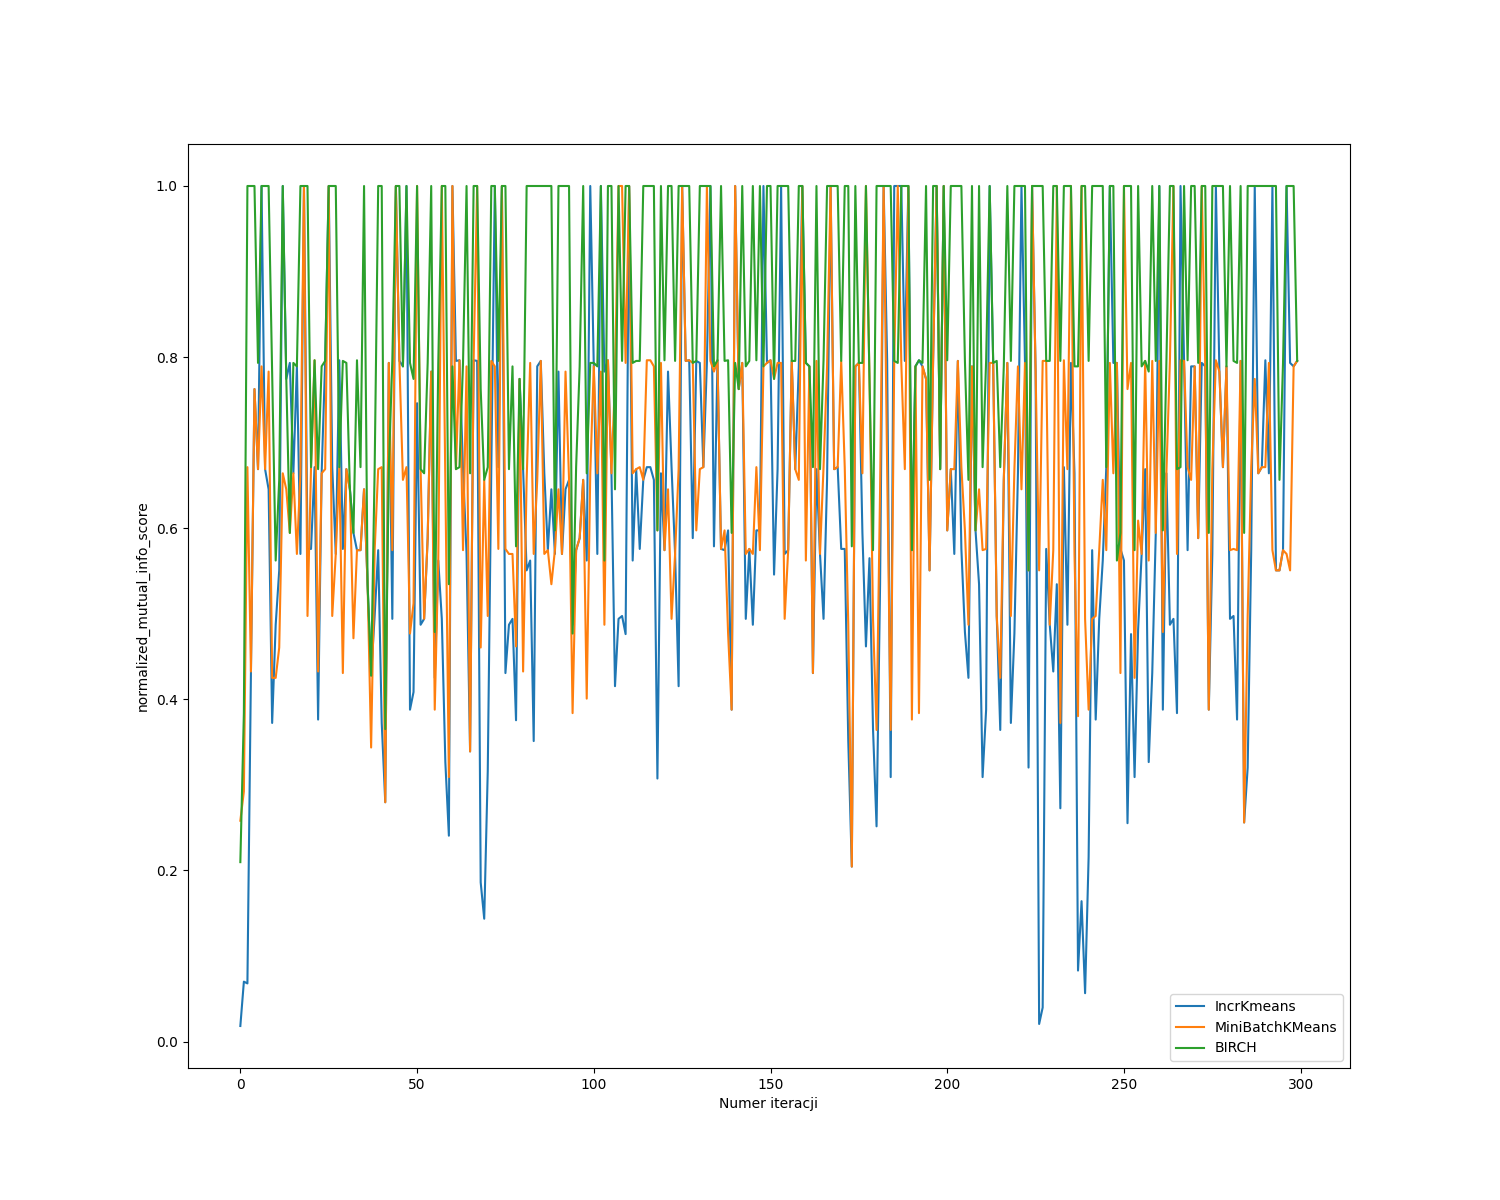 1.0
0.8
0.6
0.4
0.2
0.0
normalized_mutual_info_score
0 50 100 150 200 250 300
Numer iteracji
IncrKmeans
MiniBatchKMeans
BIRCH